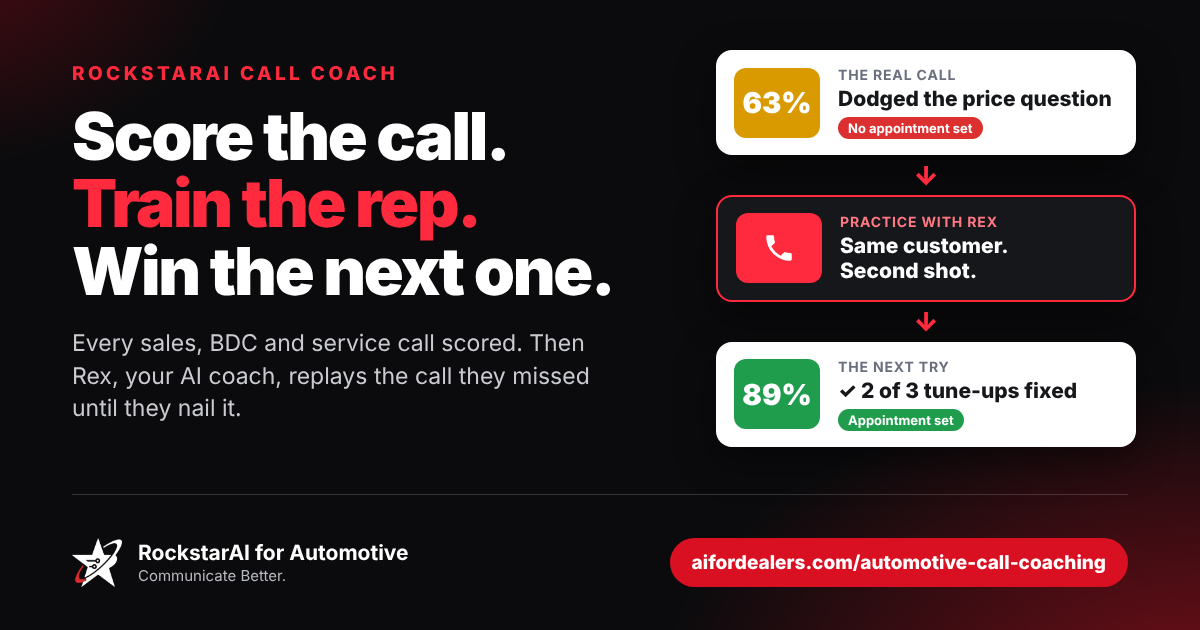 ROCKSTARAI CALL COACH
Score the call.
Train the rep.
Win the next one.
Every sales, BDC and service call scored. Then
Rex, your AI coach, replays the call they missed
until they nail it.
63%
THE REAL CALL
Dodged the price question
No appointment set
PRACTICE WITH REX
Same customer.
Second shot.
89%
THE NEXT TRY
✓ 2 of 3 tune-ups fixed
Appointment set
RockstarAI for Automotive
Communicate Better.
aifordealers.com/automotive-call-coaching